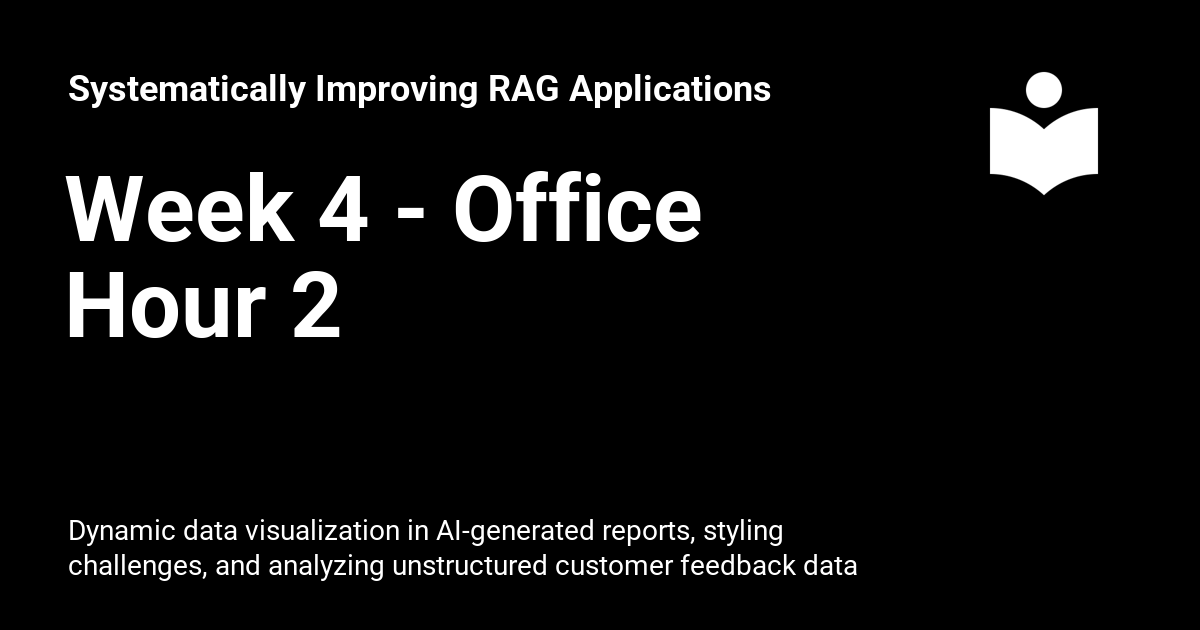 Systematically Improving RAG Applications
Week 4 - Office
Hour 2
Dynamic data visualization in AI-generated reports, styling
challenges, and analyzing unstructured customer feedback data